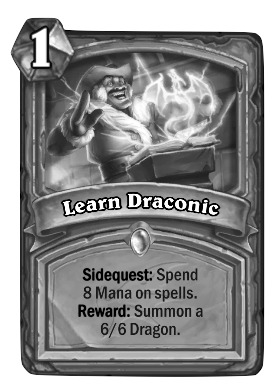 1
Learn Draconic
Sidequest: Spend
8 Mana on spells.
Reward: Summon a
6/6 Dragon.